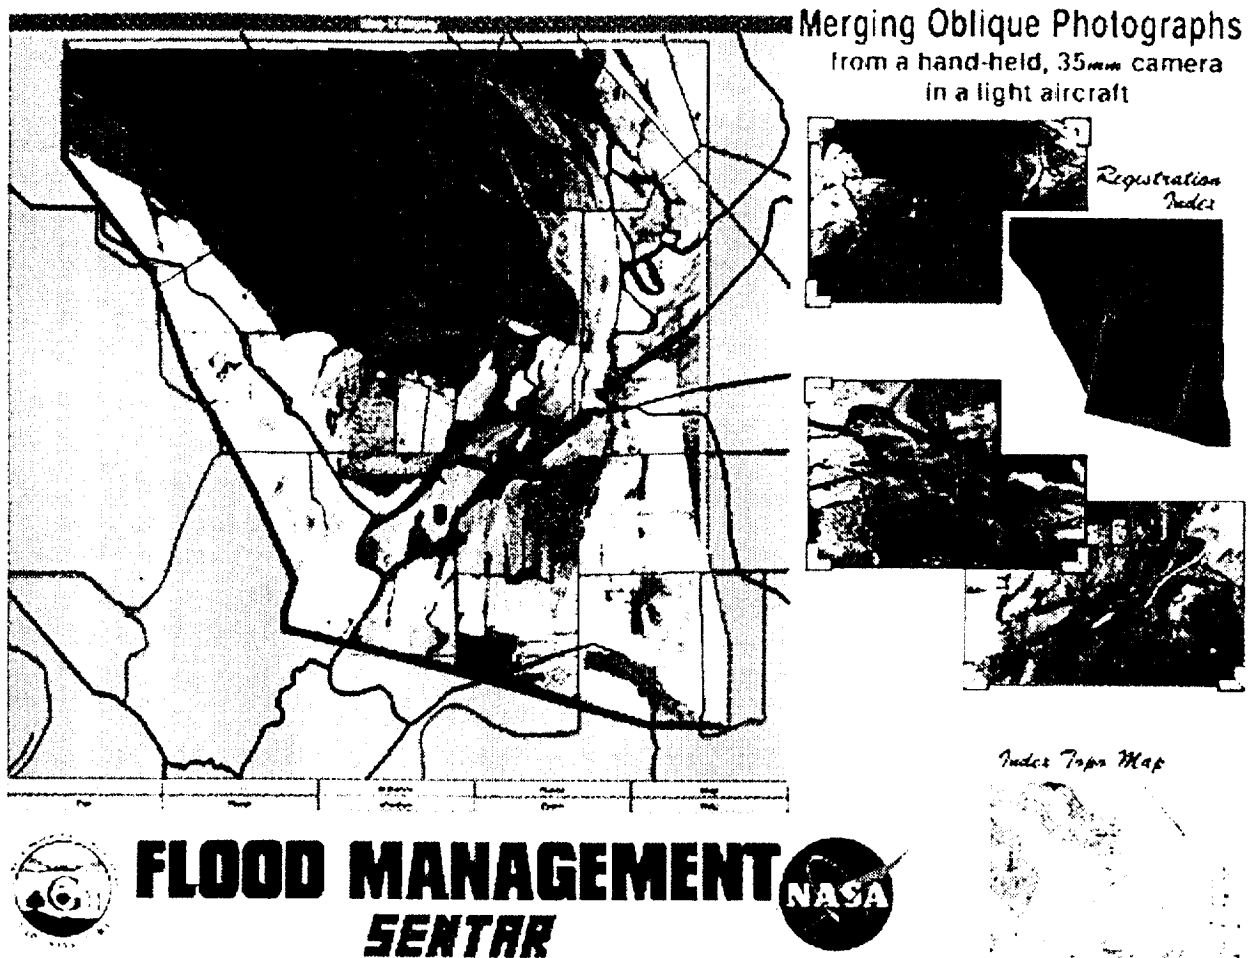 Merging Oblique Photographs
from a hand-held, 35mm camera
in a light aircraft
Registration
Index
Index Topo Map
FLOOD MANAGEMENT
NASA
SENTAR